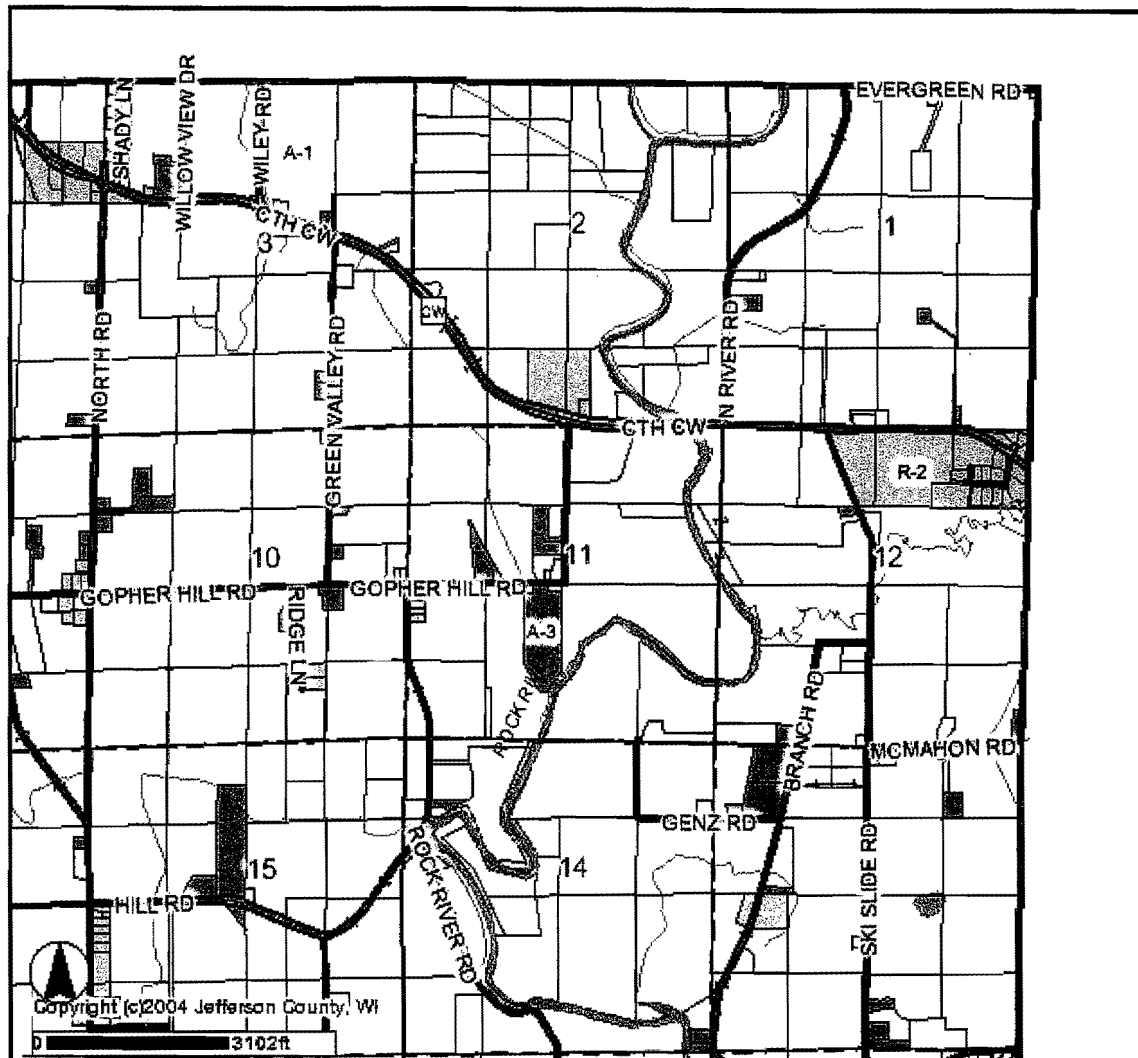 EVERGREEN RD
SHADY LN
WILLOW VIEW DR
WILEY RD
A-1
CTH CW
3
2
1
CW
NORTH RD
GREEN VALLEY RD
N RIVER RD
CTH CW
R-2
10
11
12
GOPHER HILL RD
GOPHER HILL RD
RIDGE LN
A-3
ROCK RI
BRANCH RD
MCMAHON RD
GENZ RD
15
14
HILL RD
ROCK RIVER RD
SKI SLIDE RD
Copyright (c)2004 Jefferson County, WI
0 3102ft